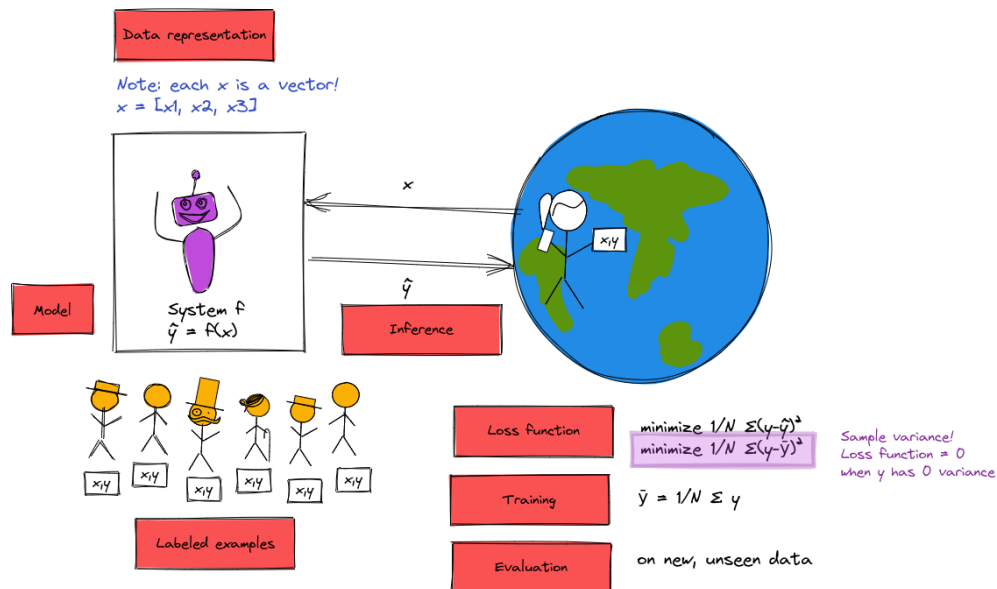 Data representation
Note: each x is a vector!
x = [x1, x2, x3]
x
x,y
ŷ
System f
ŷ = f(x)
Model
Inference
x,y
x,y
x,y
x,y
x,y
x,y
Labeled examples
Loss function
minimize 1/N Σ(y-ŷ)²
minimize 1/N Σ(y-ȳ)²
Sample variance!
Loss function = 0
when y has 0 variance
Training
ȳ = 1/N Σ y
Evaluation
on new, unseen data